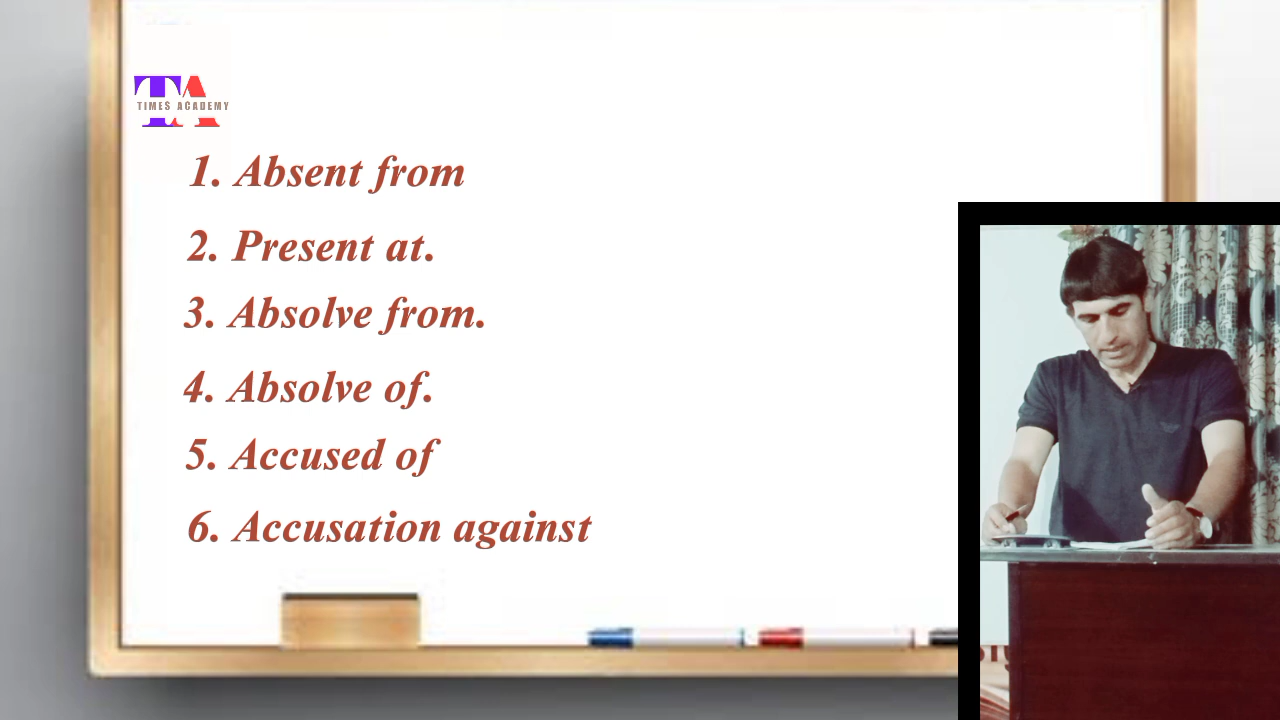 TA
TIMES ACADEMY
1. Absent from
2. Present at.
3. Absolve from.
4. Absolve of.
5. Accused of
6. Accusation against